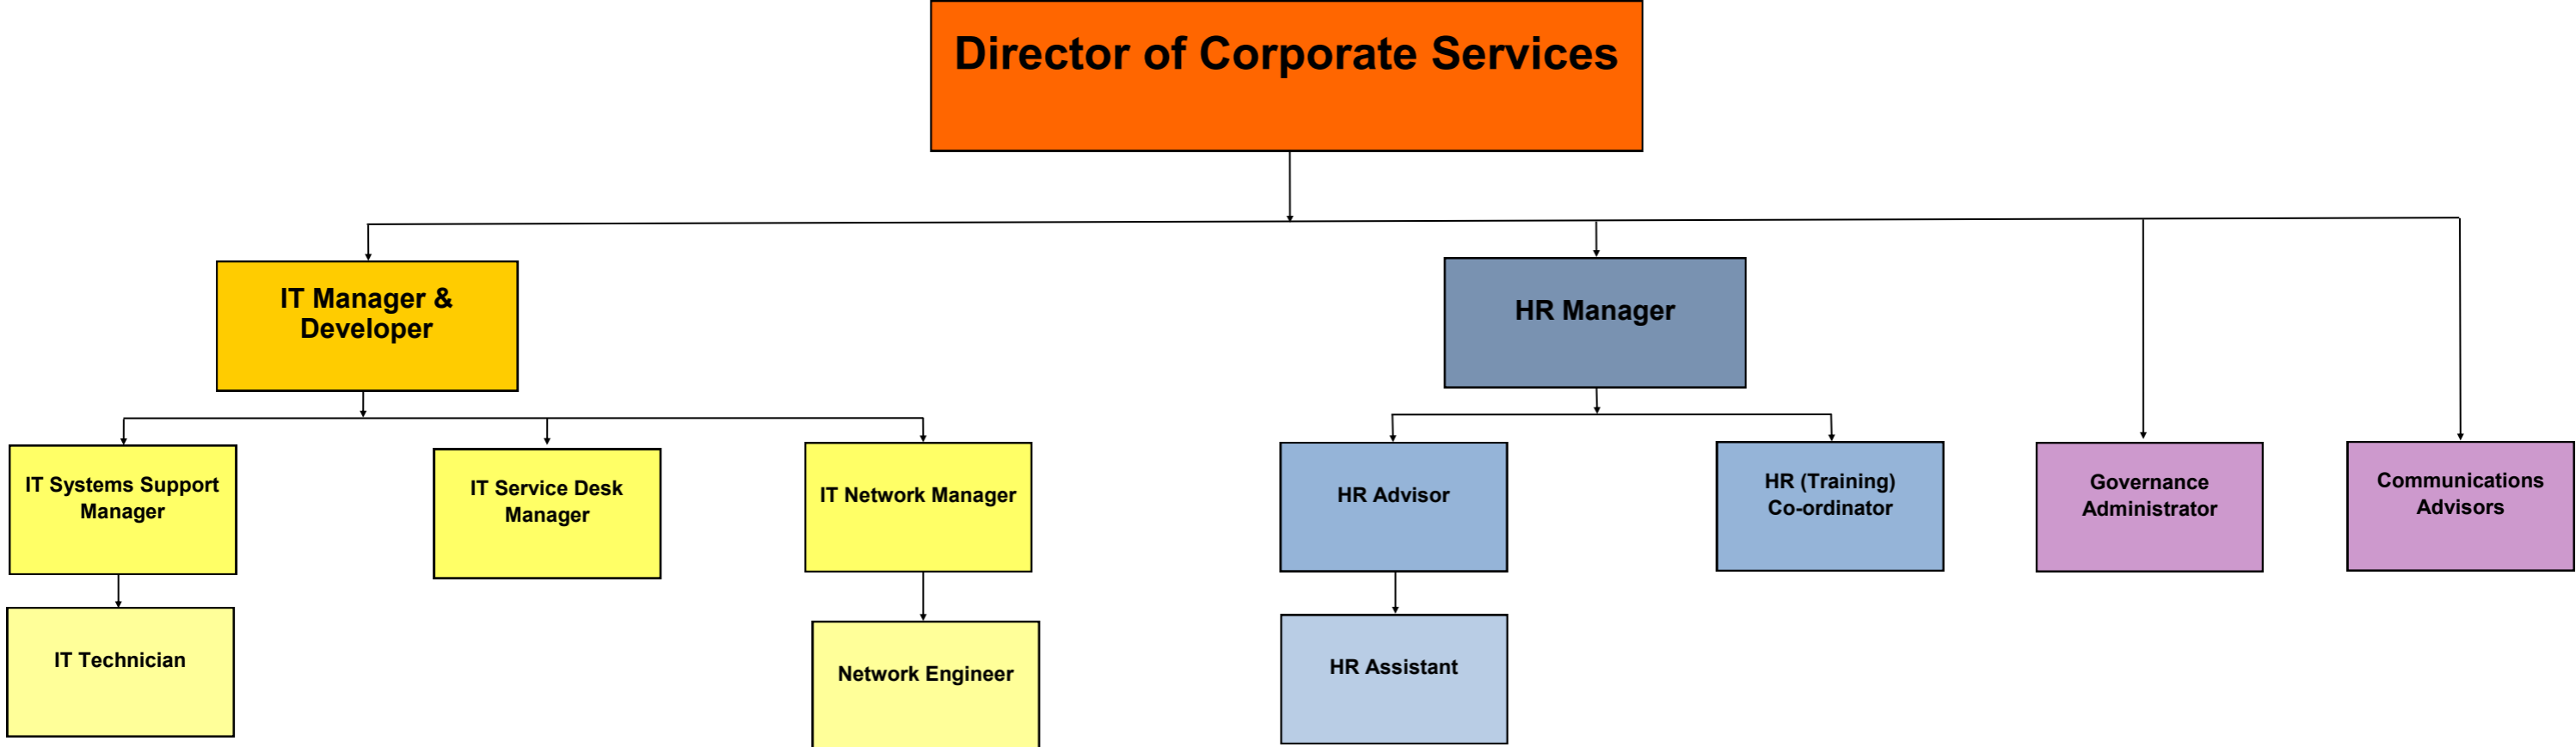 Director of Corporate Services
IT Manager &
Developer
HR Manager
IT Systems Support
Manager
IT Service Desk
Manager
IT Network Manager
HR Advisor
HR (Training)
Co-ordinator
Governance
Administrator
Communications
Advisors
IT Technician
Network Engineer
HR Assistant